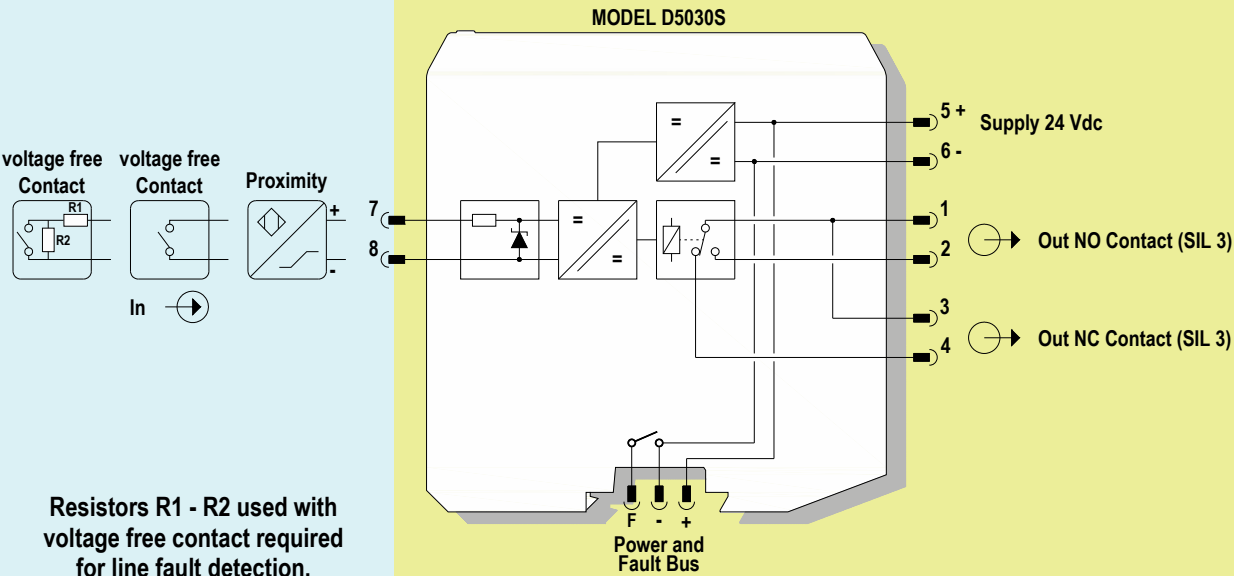 MODEL D5030S
voltage free
Contact
R1
R2
voltage free
Contact
Proximity
+
-
In
7
8
=
=
=
=
5 +
6 -
Supply 24 Vdc
1
2
Out NO Contact (SIL 3)
3
4
Out NC Contact (SIL 3)
F - +
Power and
Fault Bus
Resistors R1 - R2 used with
voltage free contact required
for line fault detection.